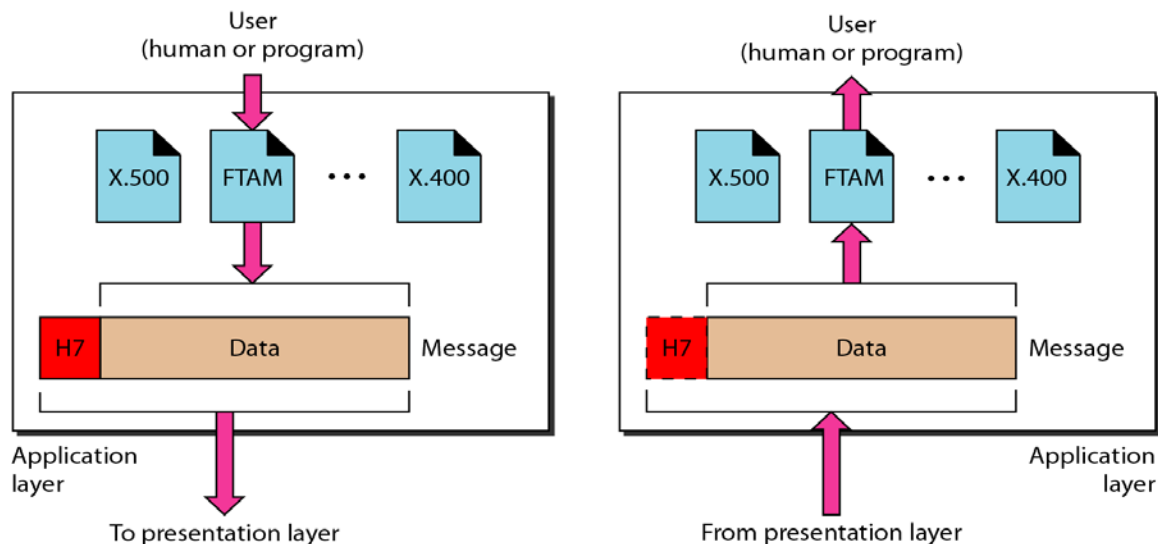 User
(human or program)
X.500
FTAM
...
X.400
H7
Data
Message
Application
layer
To presentation layer
User
(human or program)
X.500
FTAM
...
X.400
H7
Data
Message
Application
layer
From presentation layer